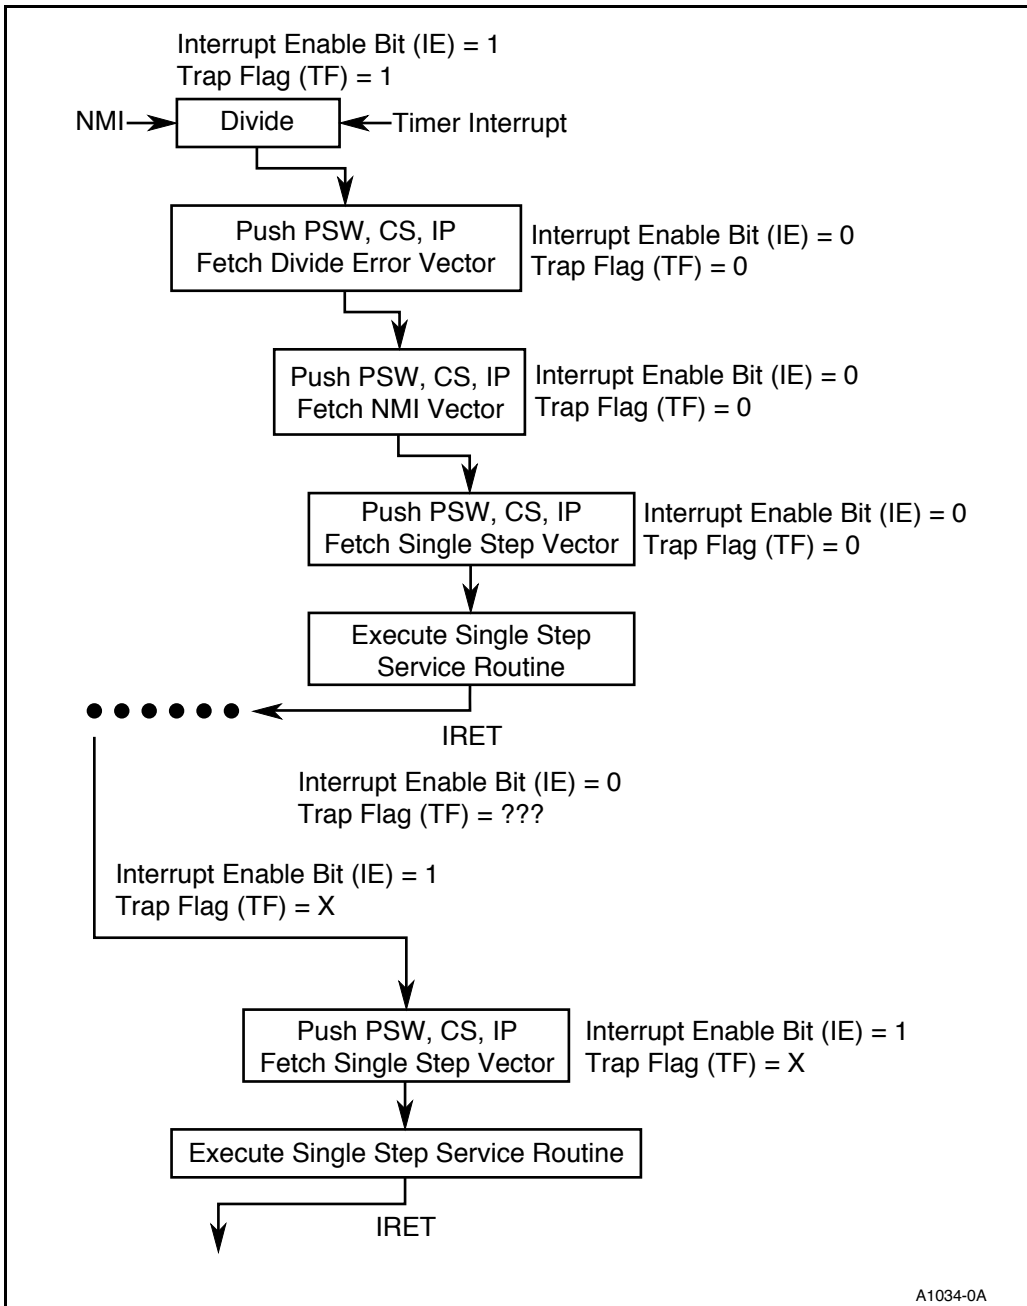 Interrupt Enable Bit (IE) = 1
Trap Flag (TF) = 1
NMI
Divide
Timer Interrupt
Push PSW, CS, IP
Fetch Divide Error Vector
Interrupt Enable Bit (IE) = 0
Trap Flag (TF) = 0
Push PSW, CS, IP
Fetch NMI Vector
Interrupt Enable Bit (IE) = 0
Trap Flag (TF) = 0
Push PSW, CS, IP
Fetch Single Step Vector
Interrupt Enable Bit (IE) = 0
Trap Flag (TF) = 0
Execute Single Step
Service Routine
IRET
Interrupt Enable Bit (IE) = 0
Trap Flag (TF) = ???
Interrupt Enable Bit (IE) = 1
Trap Flag (TF) = X
Push PSW, CS, IP
Fetch Single Step Vector
Interrupt Enable Bit (IE) = 1
Trap Flag (TF) = X
Execute Single Step Service Routine
IRET
A1034-0A